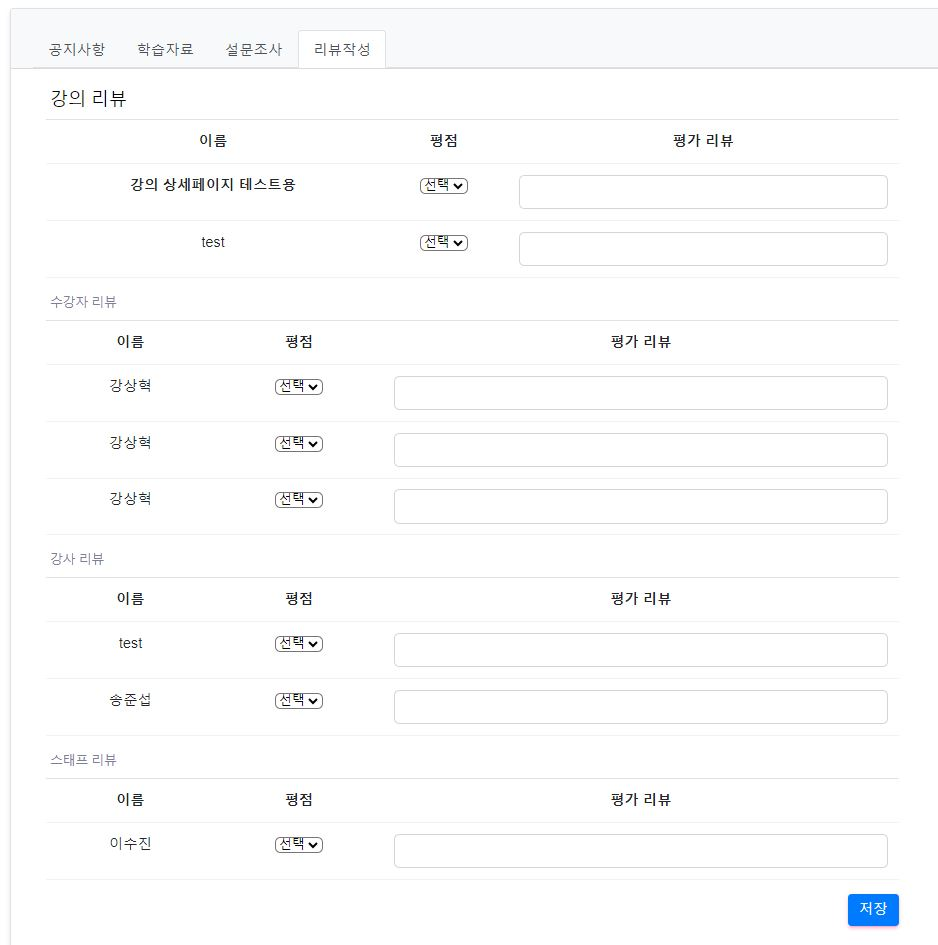 공지사항 학습자료 설문조사 리뷰작성
강의 리뷰
이름 평점 평가 리뷰
강의 상세페이지 테스트용 선택
test 선택
수강자 리뷰
이름 평점 평가 리뷰
강상혁 선택
강상혁 선택
강상혁 선택
강사 리뷰
이름 평점 평가 리뷰
test 선택
송준섭 선택
스태프 리뷰
이름 평점 평가 리뷰
이수진 선택
저장